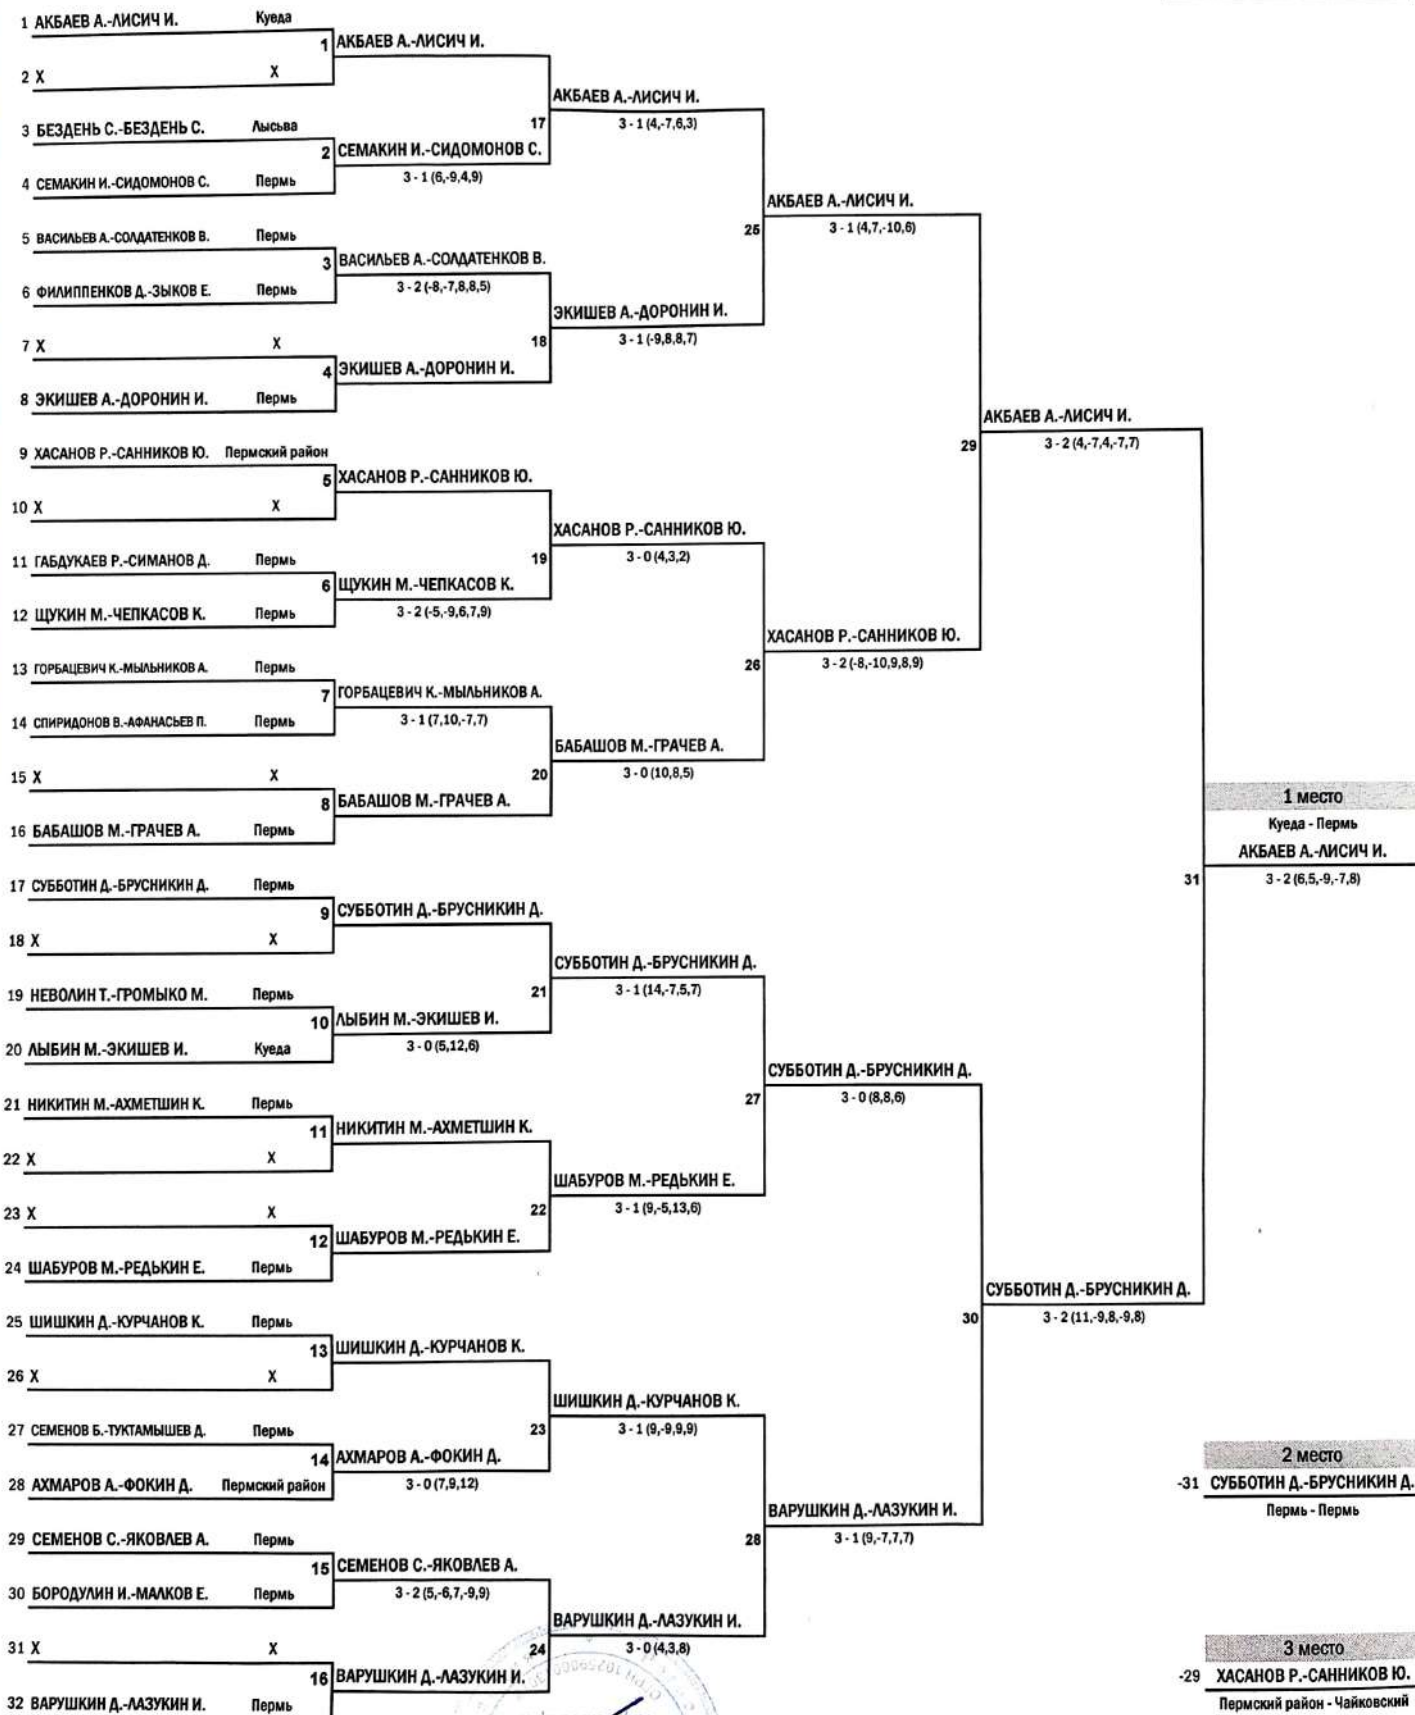 1 АКБАЕВ А.-ЛИСИЧ И. Куеда
1 АКБАЕВ А.-ЛИСИЧ И.
2 X X
АКБАЕВ А.-ЛИСИЧ И.
17 3 - 1 (4,-7,6,3)
3 БЕЗДЕНЬ С.-БЕЗДЕНЬ С. Лысьва
2 СЕМАКИН И.-СИДОМОНОВ С.
3 - 1 (6,-9,4,9)
4 СЕМАКИН И.-СИДОМОНОВ С. Пермь
АКБАЕВ А.-ЛИСИЧ И.
25 3 - 1 (4,7,-10,6)
5 ВАСИЛЬЕВ А.-СОЛДАТЕНКОВ В. Пермь
3 ВАСИЛЬЕВ А.-СОЛДАТЕНКОВ В.
3 - 2 (-8,-7,8,8,5)
6 ФИЛИППЕНКОВ Д.-ЗЫКОВ Е. Пермь
ЭКИШЕВ А.-ДОРОНИН И.
18 3 - 1 (-9,8,8,7)
7 X X
4 ЭКИШЕВ А.-ДОРОНИН И.
8 ЭКИШЕВ А.-ДОРОНИН И. Пермь
АКБАЕВ А.-ЛИСИЧ И.
29 3 - 2 (4,-7,4,-7,7)
9 ХАСАНОВ Р.-САННИКОВ Ю. Пермский район
5 ХАСАНОВ Р.-САННИКОВ Ю.
10 X X
ХАСАНОВ Р.-САННИКОВ Ю.
19 3 - 0 (4,3,2)
11 ГАБДУКАЕВ Р.-СИМАНОВ Д. Пермь
6 ЩУКИН М.-ЧЕПКАСОВ К.
3 - 2 (-5,-9,6,7,9)
12 ЩУКИН М.-ЧЕПКАСОВ К. Пермь
ХАСАНОВ Р.-САННИКОВ Ю.
26 3 - 2 (-8,-10,9,8,9)
13 ГОРБАЦЕВИЧ К.-МЫЛЬНИКОВ А. Пермь
7 ГОРБАЦЕВИЧ К.-МЫЛЬНИКОВ А.
3 - 1 (7,10,-7,7)
14 СПИРИДОНОВ В.-АФАНАСЬЕВ П. Пермь
БАБАШОВ М.-ГРАЧЕВ А.
20 3 - 0 (10,8,5)
15 X X
8 БАБАШОВ М.-ГРАЧЕВ А.
16 БАБАШОВ М.-ГРАЧЕВ А. Пермь
1 место
Куеда - Пермь
АКБАЕВ А.-ЛИСИЧ И.
31 3 - 2 (6,5,-9,-7,8)
17 СУББОТИН Д.-БРУСНИКИН Д. Пермь
9 СУББОТИН Д.-БРУСНИКИН Д.
18 X X
СУББОТИН Д.-БРУСНИКИН Д.
21 3 - 1 (14,-7,5,7)
19 НЕВОЛИН Т.-ГРОМЫКО М. Пермь
10 ЛЫБИН М.-ЭКИШЕВ И.
3 - 0 (5,12,6)
20 ЛЫБИН М.-ЭКИШЕВ И. Куеда
СУББОТИН Д.-БРУСНИКИН Д.
27 3 - 0 (8,8,6)
21 НИКИТИН М.-АХМЕТШИН К. Пермь
11 НИКИТИН М.-АХМЕТШИН К.
22 X X
ШАБУРОВ М.-РЕДЬКИН Е.
22 3 - 1 (9,-5,13,6)
23 X X
12 ШАБУРОВ М.-РЕДЬКИН Е.
24 ШАБУРОВ М.-РЕДЬКИН Е. Пермь
СУББОТИН Д.-БРУСНИКИН Д.
30 3 - 2 (11,-9,8,-9,8)
25 ШИШКИН Д.-КУРЧАНОВ К. Пермь
13 ШИШКИН Д.-КУРЧАНОВ К.
26 X X
ШИШКИН Д.-КУРЧАНОВ К.
23 3 - 1 (9,-9,9,9)
27 СЕМЕНОВ Б.-ТУКТАМЫШЕВ Д. Пермь
14 АХМАРОВ А.-ФОКИН Д.
3 - 0 (7,9,12)
28 АХМАРОВ А.-ФОКИН Д. Пермский район
2 место
-31 СУББОТИН Д.-БРУСНИКИН Д.
Пермь - Пермь
ВАРУШКИН Д.-ЛАЗУКИН И.
28 3 - 1 (9,-7,7,7)
29 СЕМЕНОВ С.-ЯКОВЛЕВ А. Пермь
15 СЕМЕНОВ С.-ЯКОВЛЕВ А.
3 - 2 (5,-6,7,-9,9)
30 БОРОДУЛИН И.-МАЛКОВ Е. Пермь
ВАРУШКИН Д.-ЛАЗУКИН И.
24 3 - 0 (4,3,8)
31 X X
16 ВАРУШКИН Д.-ЛАЗУКИН И.
32 ВАРУШКИН Д.-ЛАЗУКИН И. Пермь
3 место
-29 ХАСАНОВ Р.-САННИКОВ Ю.
Пермский район - Чайковский